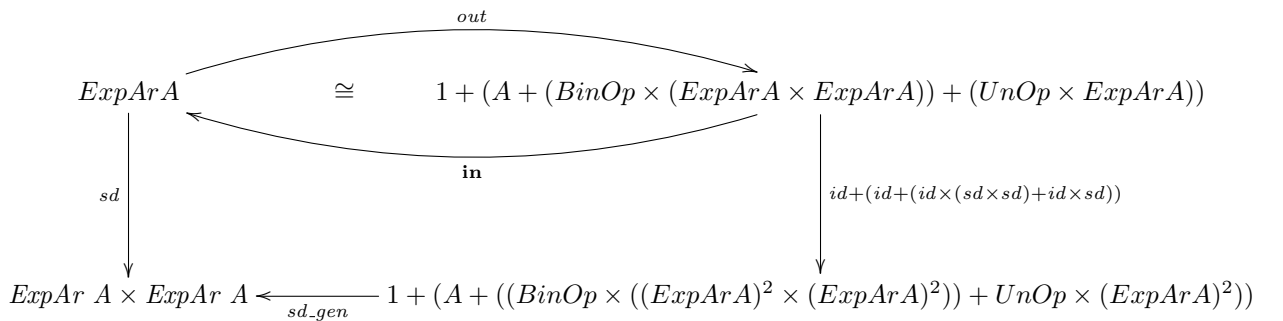 out
ExpArA ≅ 1 + (A + (BinOp × (ExpArA × ExpArA)) + (UnOp × ExpArA))
in
sd id+(id+(id×(sd×sd)+id×sd))
ExpAr A × ExpAr A 1 + (A + ((BinOp × ((ExpArA)² × (ExpArA)²)) + UnOp × (ExpArA)²))
sd_gen